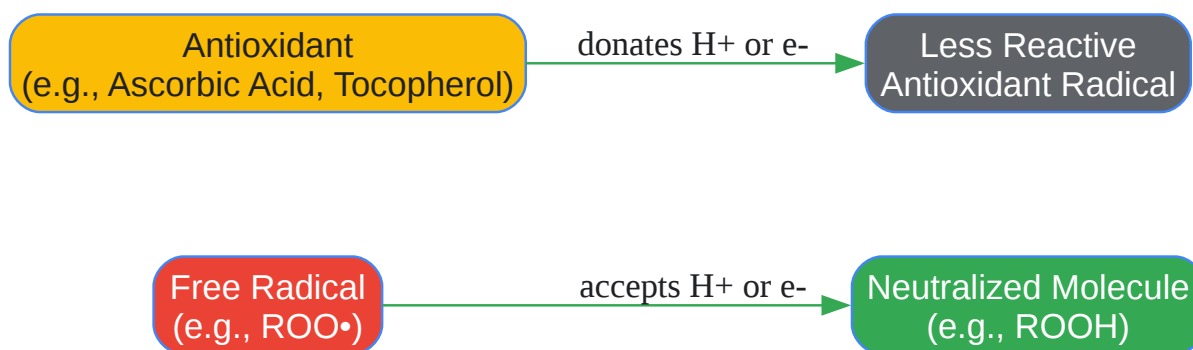 Antioxidant
(e.g., Ascorbic Acid, Tocopherol)
donates H+ or e-
Less Reactive
Antioxidant Radical
Free Radical
(e.g., ROO•)
accepts H+ or e-
Neutralized Molecule
(e.g., ROOH)